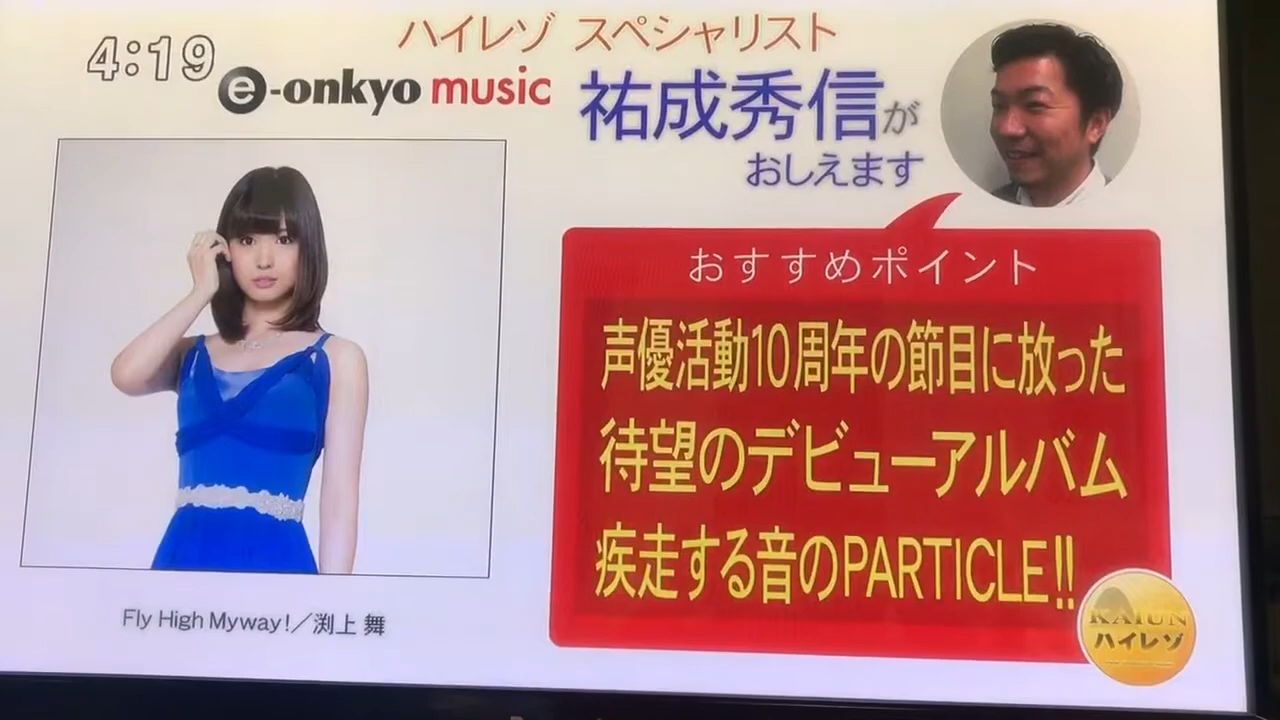 4:19
ハイレゾ スペシャリスト
e-onkyo music
祐成秀信が
おしえます
おすすめポイント
声優活動10周年の節目に放った
待望のデビューアルバム
疾走する音のPARTICLE!!
Fly High Myway!／渕上 舞
KAIUN
ハイレゾ